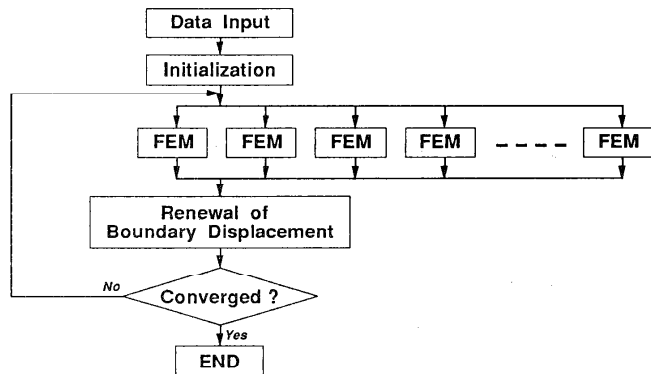 Data Input
Initialization
FEM FEM FEM FEM FEM
Renewal of
Boundary Displacement
No
Converged ?
Yes
END